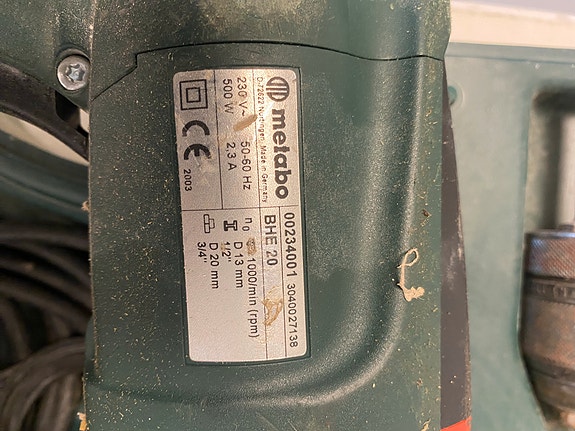 metabo
D-72622 Nürtingen, Made in Germany
230 V~ 50-60 Hz
500 W 2,3 A
CE 2003
00234001 3040027138
BHE 20
n0 1000/min (rpm)
D 13 mm
1/2"
D 20 mm
3/4"